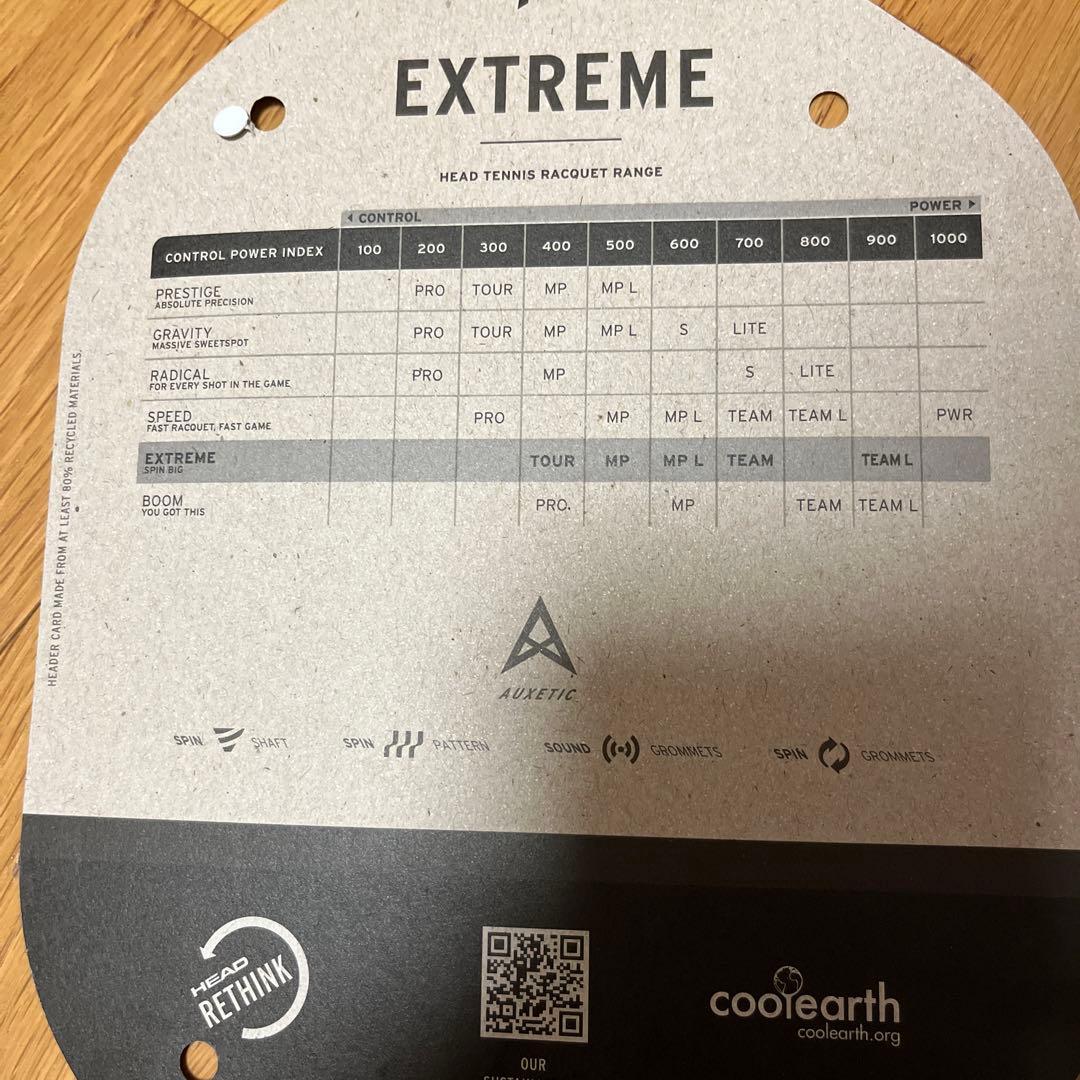 EXTREME
HEAD TENNIS RACQUET RANGE
CONTROL POWER
CONTROL POWER INDEX 100 200 300 400 500 600 700 800 900 1000
PRESTIGE PRO TOUR MP MP L
ABSOLUTE PRECISION
GRAVITY PRO TOUR MP MP L S LITE
MASSIVE SWEETSPOT
RADICAL PRO MP S LITE
FOR EVERY SHOT IN THE GAME
SPEED PRO MP MP L TEAM TEAM L PWR
FAST RACQUET, FAST GAME
EXTREME TOUR MP MP L TEAM TEAM L
SPIN BIG
BOOM PRO MP TEAM TEAM L
YOU GOT THIS
HEADER CARD MADE FROM AT LEAST 80% RECYCLED MATERIALS.
AUXETIC
SPIN SHAFT SPIN PATTERN SOUND GROMMETS SPIN GROMMETS
HEAD
RETHINK
coolearth
coolearth.org
OUR